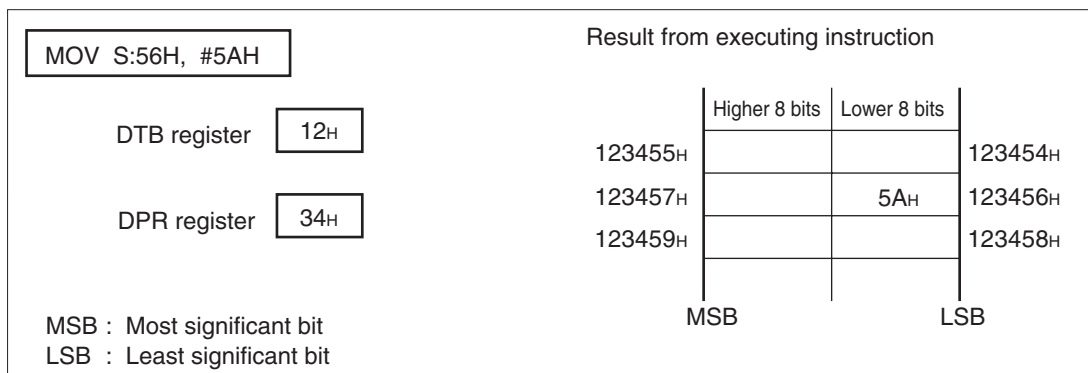 MOV S:56H, #5AH
DTB register 12H
DPR register 34H
MSB : Most significant bit
LSB : Least significant bit
Result from executing instruction
Higher 8 bits Lower 8 bits
123455H 123454H
123457H 5AH 123456H
123459H 123458H
MSB LSB